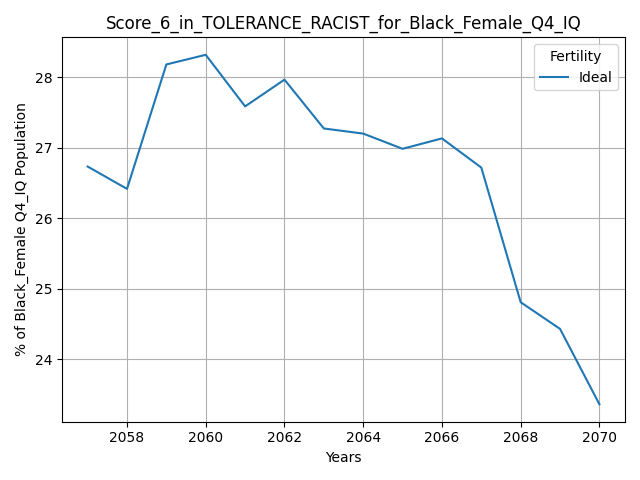 Score_6_in_TOLERANCE_RACIST_for_Black_Female_Q4_IQ
Fertility
Ideal
% of Black_Female Q4_IQ Population
28
27
26
25
24
2058 2060 2062 2064 2066 2068 2070
Years